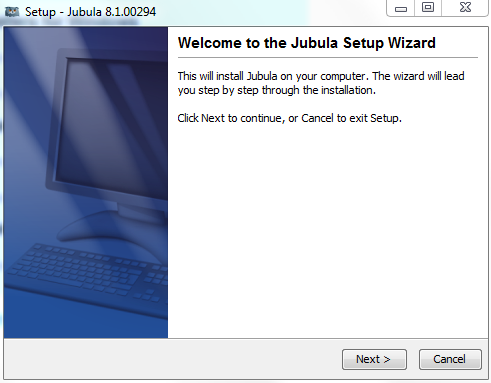 Setup - Jubula 8.1.00294
Welcome to the Jubula Setup Wizard
This will install Jubula on your computer. The wizard will lead
you step by step through the installation.
Click Next to continue, or Cancel to exit Setup.
Next >
Cancel